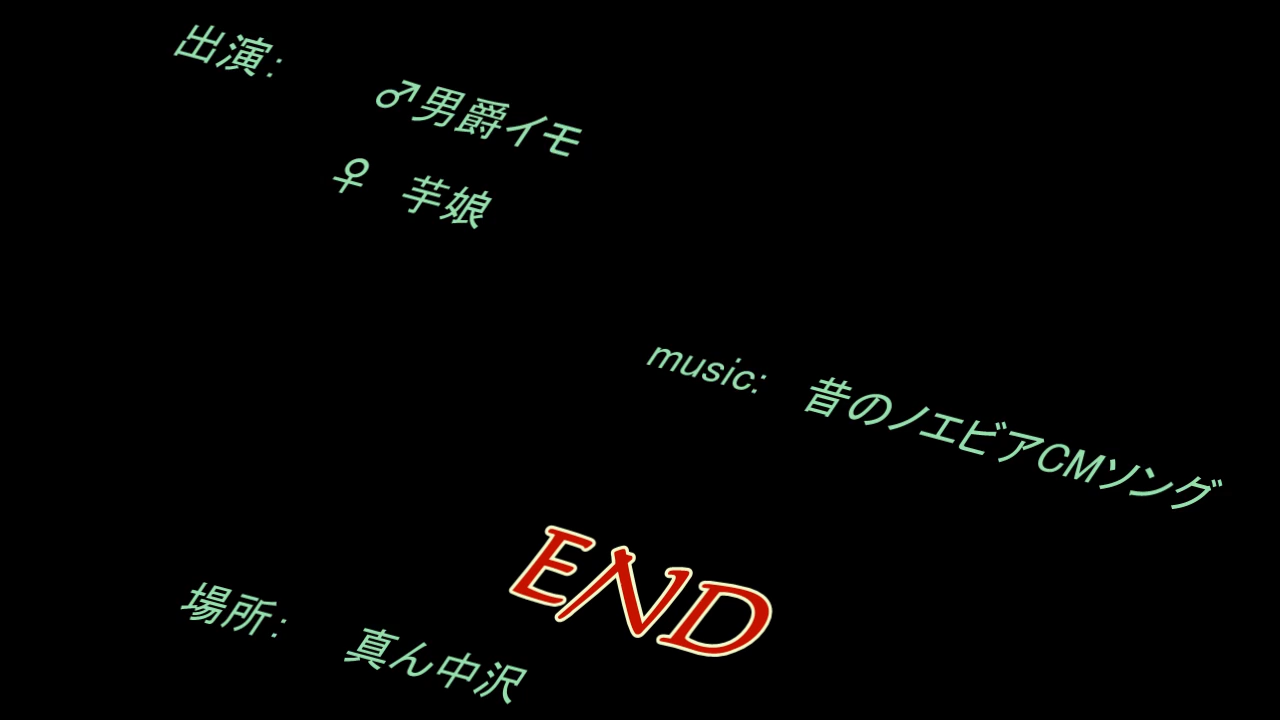 出演:
♂男爵イモ
♀ 芋娘
music: 昔のノエビアCMソング
END
場所: 真ん中沢